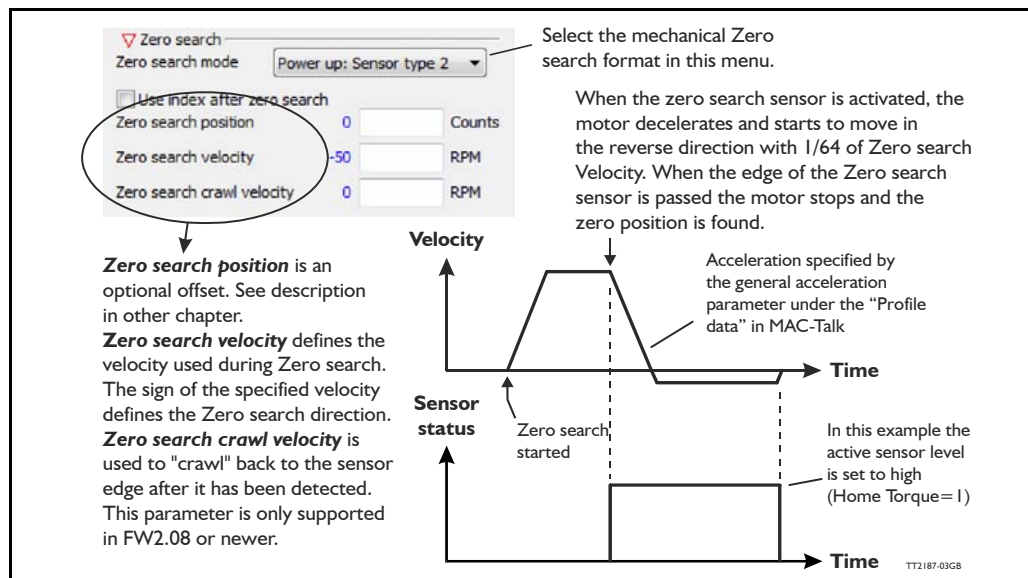 Zero search
Zero search mode Power up: Sensor type 2
Use index after zero search
Zero search position 0 Counts
Zero search velocity -50 RPM
Zero search crawl velocity 0 RPM
Select the mechanical Zero
search format in this menu.
When the zero search sensor is activated, the
motor decelerates and starts to move in
the reverse direction with 1/64 of Zero search
Velocity. When the edge of the Zero search
sensor is passed the motor stops and the
zero position is found.
Zero search position is an
optional offset. See description
in other chapter.
Zero search velocity defines the
velocity used during Zero search.
The sign of the specified velocity
defines the Zero search direction.
Zero search crawl velocity is
used to "crawl" back to the sensor
edge after it has been detected.
This parameter is only supported
in FW2.08 or newer.
Velocity
Acceleration specified by
the general acceleration
parameter under the “Profile
data” in MAC-Talk
Time
Sensor
status
Zero search
started
In this example the
active sensor level
is set to high
(Home Torque=1)
Time
TT2187-03GB